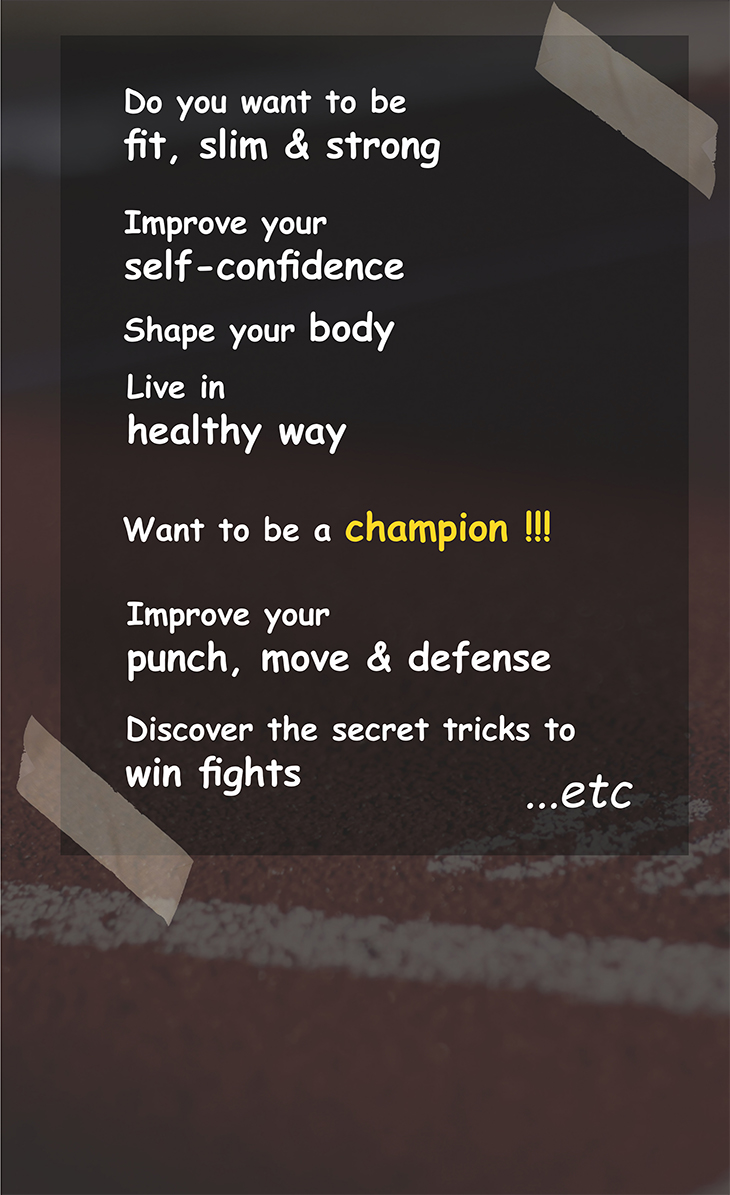 Do you want to be
fit, slim & strong
Improve your
self-confidence
Shape your body
Live in
healthy way
Want to be a champion !!!
Improve your
punch, move & defense
Discover the secret tricks to
win fights
...etc